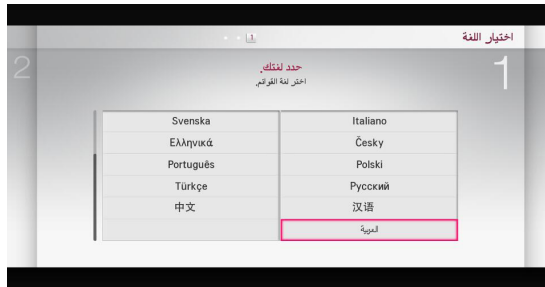 اختيار اللغة
1
2
1
حدد لغتك.
اختر لغة القوائم.
Italiano
Svenska
Česky
Ελληνικά
Polski
Português
Русский
Türkçe
汉语
中文
العربية